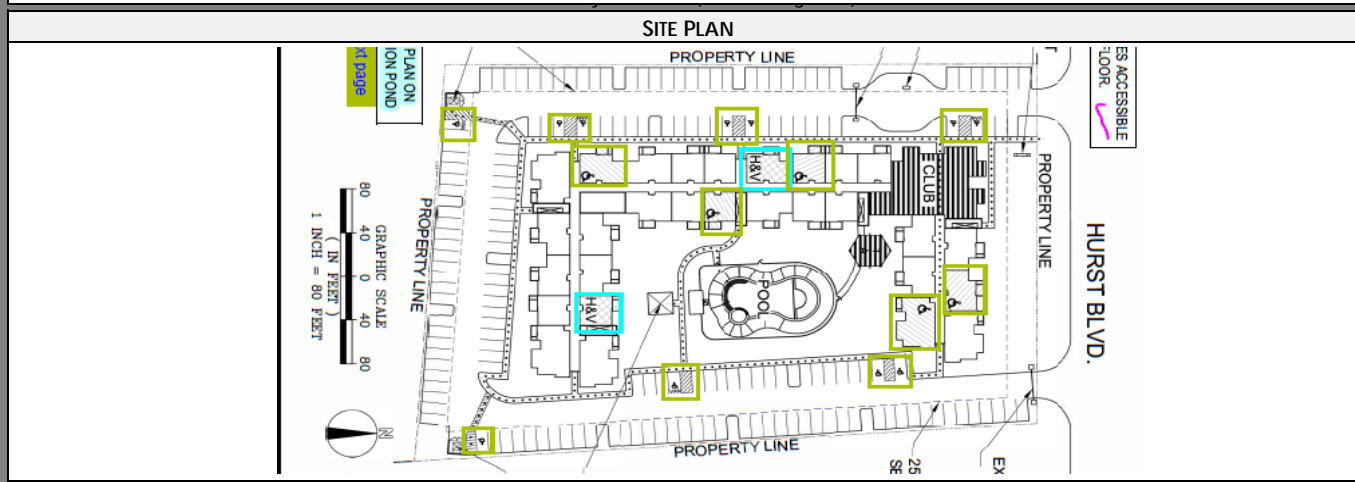 SITE PLAN
PLAN ON
ION POND
xt page
PROPERTY LINE
ES ACCESSIBLE
FLOOR.
H&V
CLUB
PROPERTY LINE
HURST BLVD.
PROPERTY LINE
80
40
0
40
80
GRAPHIC SCALE
( IN FEET )
1 INCH = 80 FEET
H&V
POOL
N
PROPERTY LINE
25
SE
EX